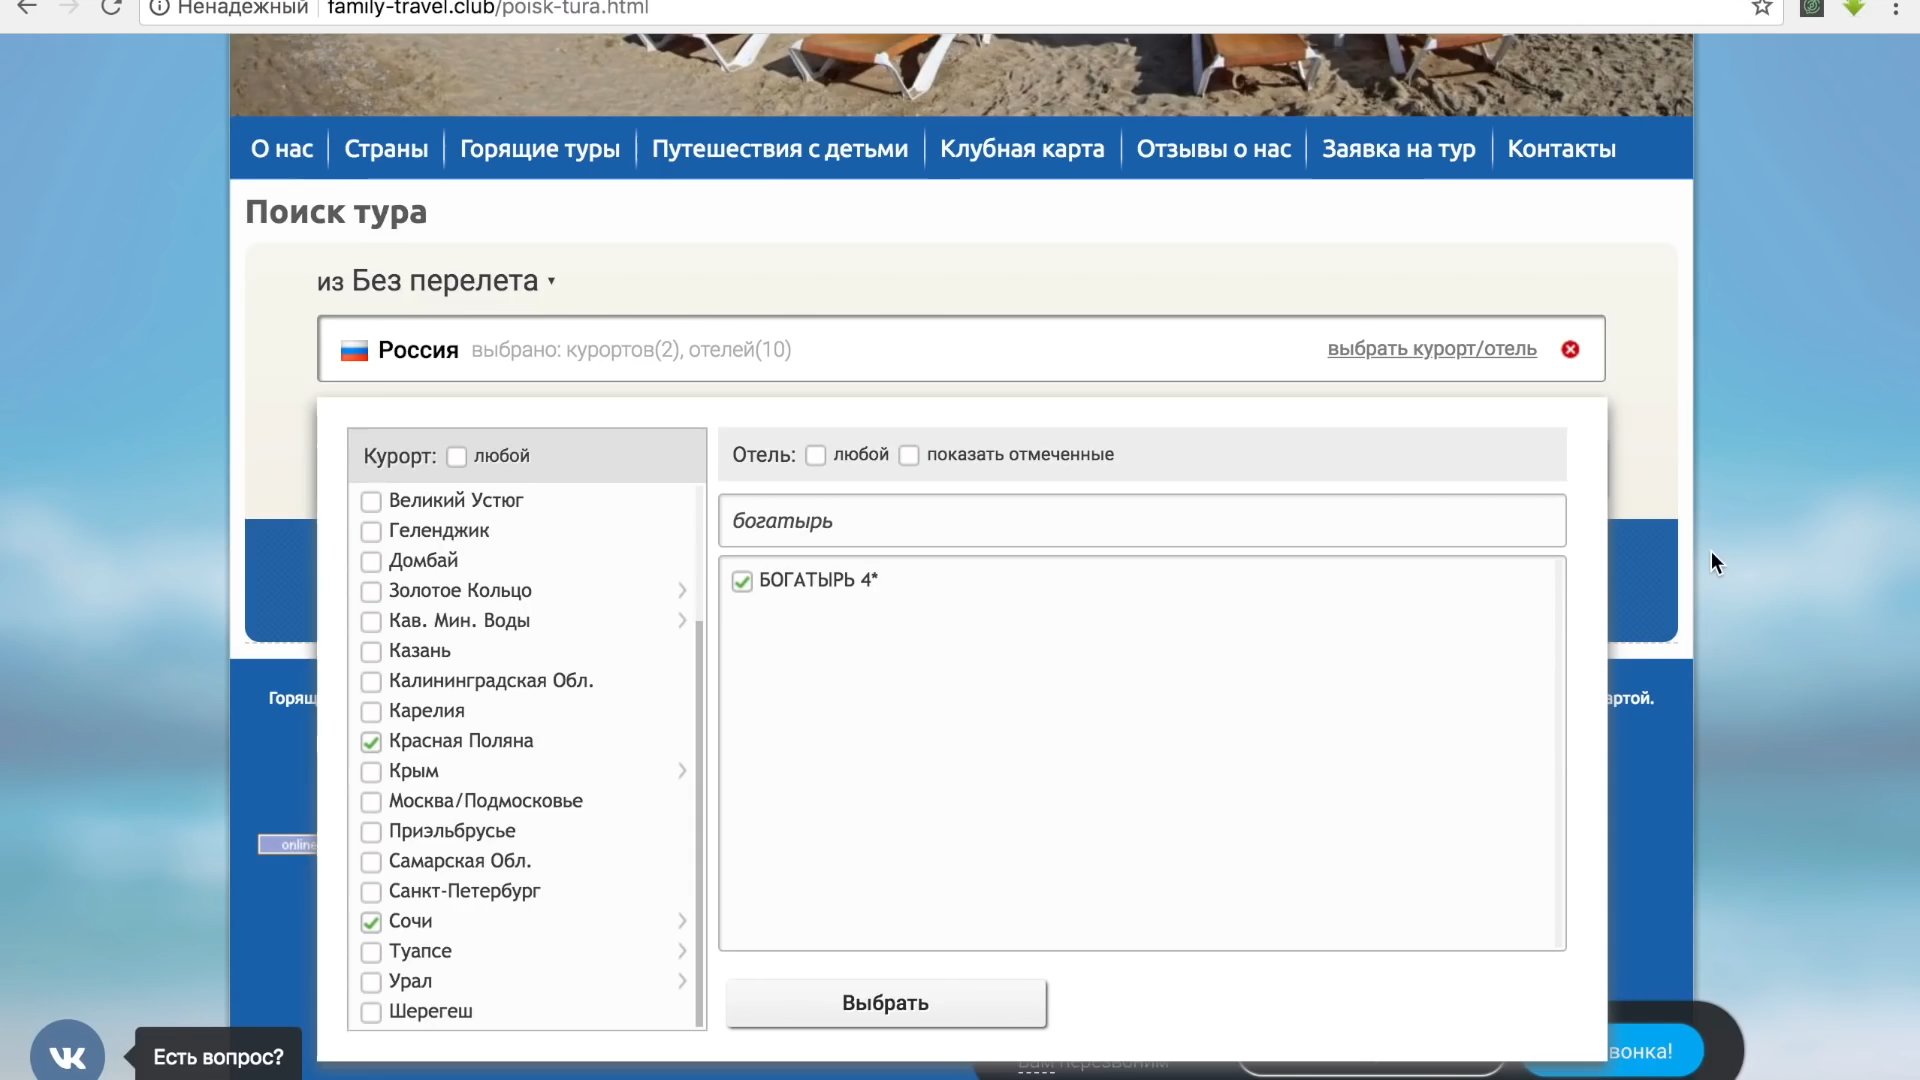 Ненадежный family-travel.club/poisk-tura.html
О нас Страны Горящие туры Путешествия с детьми Клубная карта Отзывы о нас Заявка на тур Контакты
Поиск тура
из Без перелета
Россия выбрано: курортов(2), отелей(10) выбрать курорт/отель
Курорт: любой
Великий Устюг
Геленджик
Домбай
Золотое Кольцо
Кав. Мин. Воды
Казань
Калининградская Обл.
Карелия
Красная Поляна
Крым
Москва/Подмосковье
Приэльбрусье
Самарская Обл.
Санкт-Петербург
Сочи
Туапсе
Урал
Шерегеш
Отель: любой показать отмеченные
богатырь
БОГАТЫРЬ 4*
Выбрать
Горящ
артой.
online
Есть вопрос?
вонка!